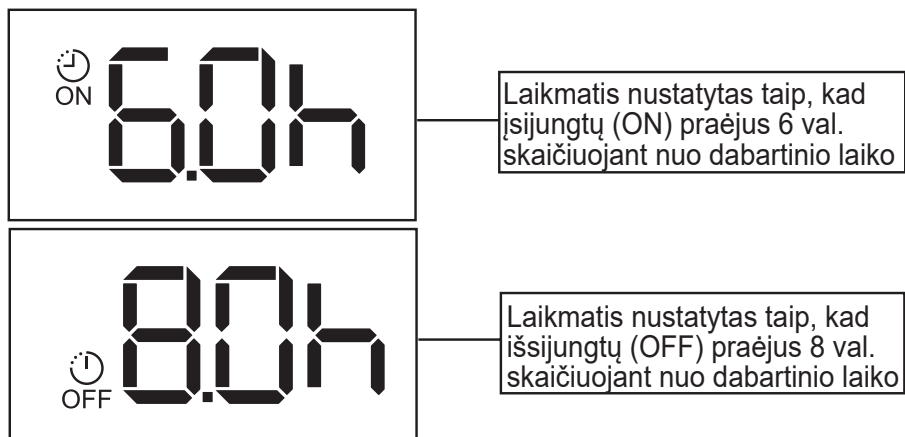 ON
6.0h
Laikmatis nustatytas taip, kad
įsijungtų (ON) praėjus 6 val.
skaičiuojant nuo dabartinio laiko
8.0h
OFF
Laikmatis nustatytas taip, kad
išsijungtų (OFF) praėjus 8 val.
skaičiuojant nuo dabartinio laiko